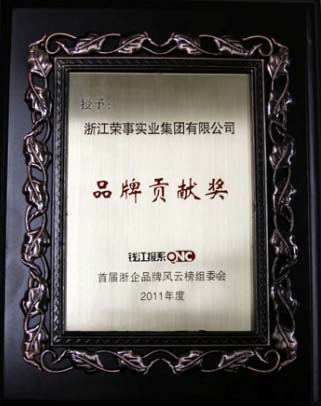 授予：
浙江荣事实业集团有限公司
品牌贡献奖
钱江报系 QNC
首届浙企品牌风云榜组委会
2011年度